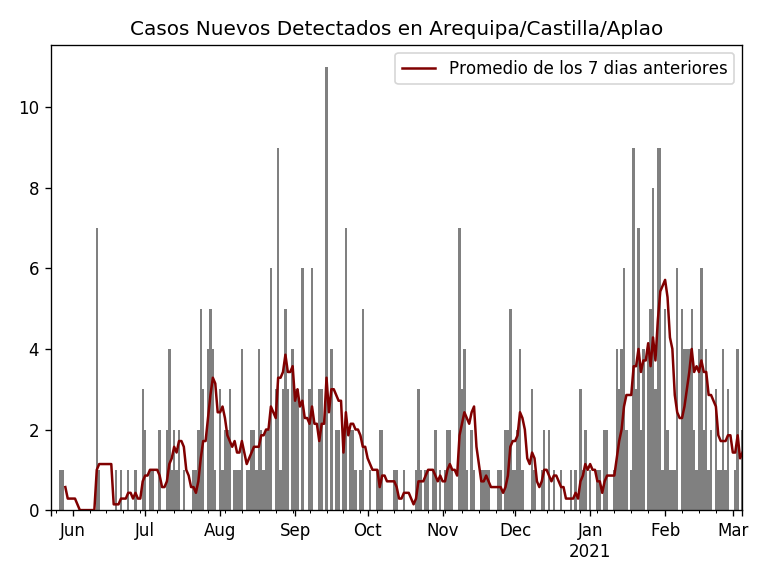 Casos Nuevos Detectados en Arequipa/Castilla/Aplao
Promedio de los 7 dias anteriores
10
8
6
4
2
0
Jun Jul Aug Sep Oct Nov Dec Jan Feb Mar
2021